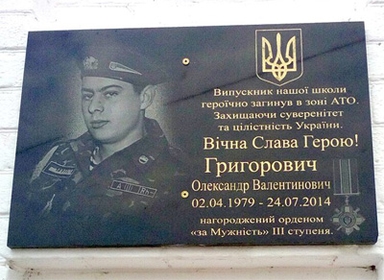 Випускник нашої школи
героїчно загинув в зоні АТО.
Захищаючи суверенітет
та цілістність України.
Вічна Слава Герою!
Григорович
Олександр Валентинович
02.04.1979 - 24.07.2014
нагороджений орденом
«за Мужність» III ступеня.